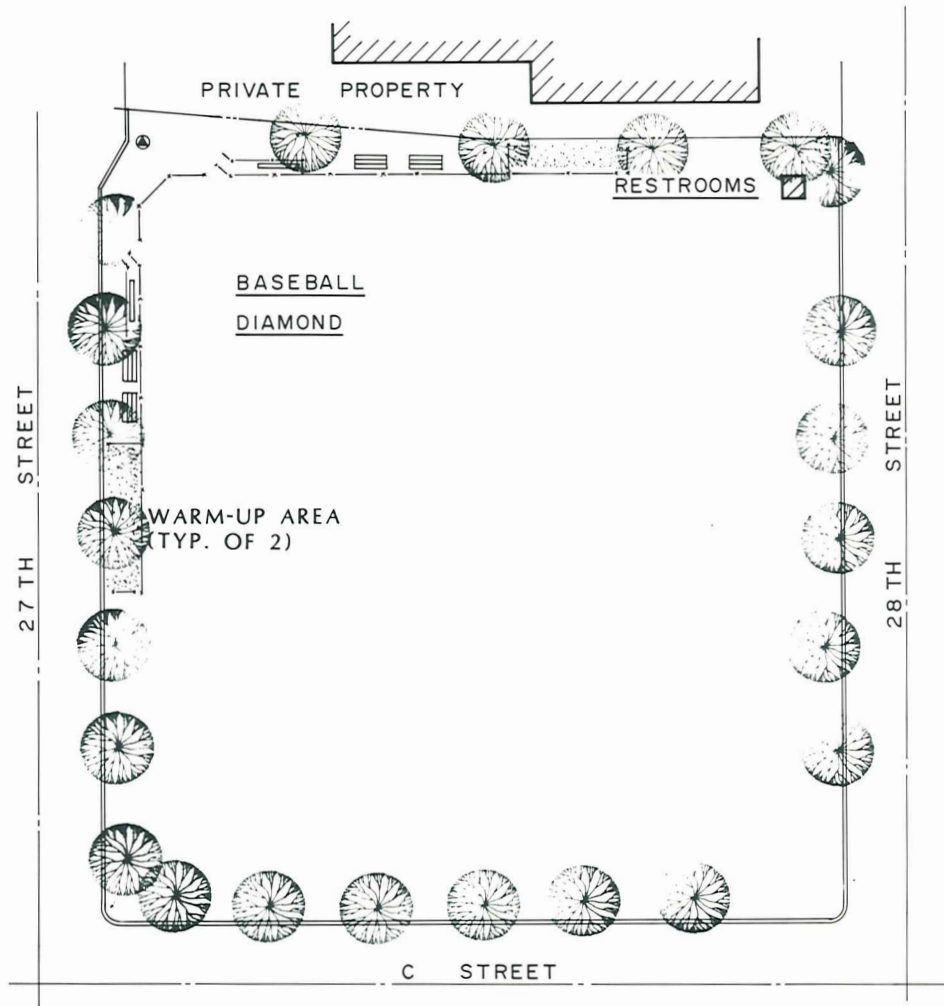 PRIVATE PROPERTY
RESTROOMS
BASEBALL
DIAMOND
27TH STREET
28TH STREET
WARM-UP AREA
(TYP. OF 2)
C STREET